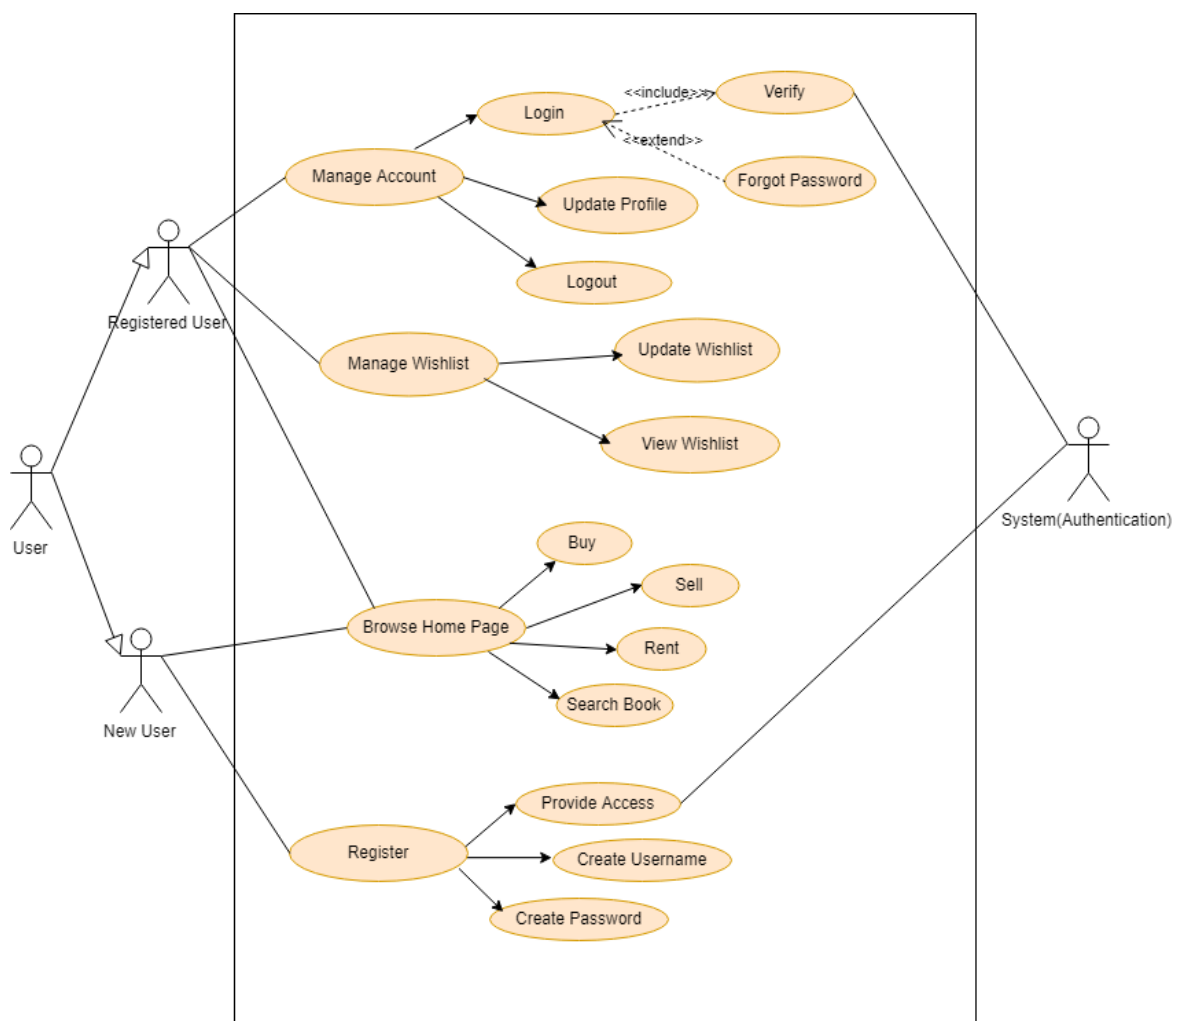 <<include>>
Verify
Login
<<extend>>
Manage Account
Forgot Password
Update Profile
Logout
Registered User
Manage Wishlist
Update Wishlist
View Wishlist
System(Authentication)
User
Buy
Sell
Browse Home Page
Rent
Search Book
New User
Provide Access
Register
Create Username
Create Password